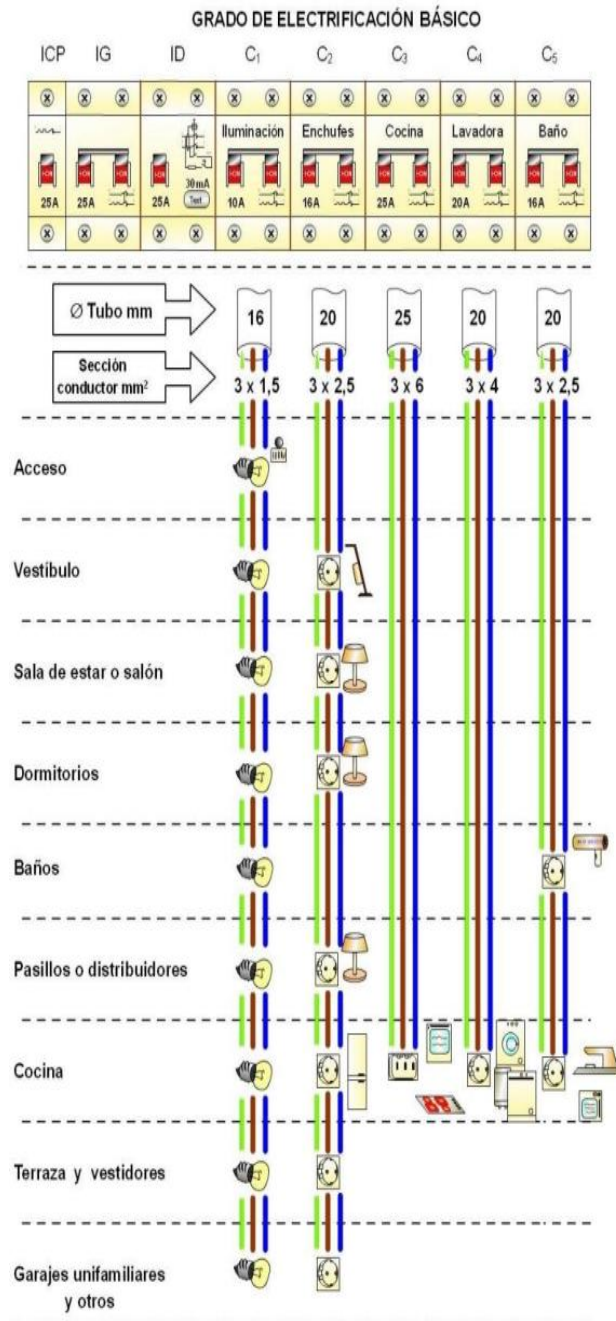 GRADO DE ELECTRIFICACIÓN BÁSICO
ICP IG ID C₁ C₂ C₃ C₄ C₅
Iluminación Enchufes Cocina Lavadora Baño
30mA
Test
25A 25A 25A 10A 16A 25A 20A 16A
Ø Tubo mm 16 20 25 20 20
Sección
conductor mm² 3 x 1,5 3 x 2,5 3 x 6 3 x 4 3 x 2,5
Acceso
Vestíbulo
Sala de estar o salón
Dormitorios
Baños
Pasillos o distribuidores
Cocina
Terraza y vestidores
Garajes unifamiliares
y otros